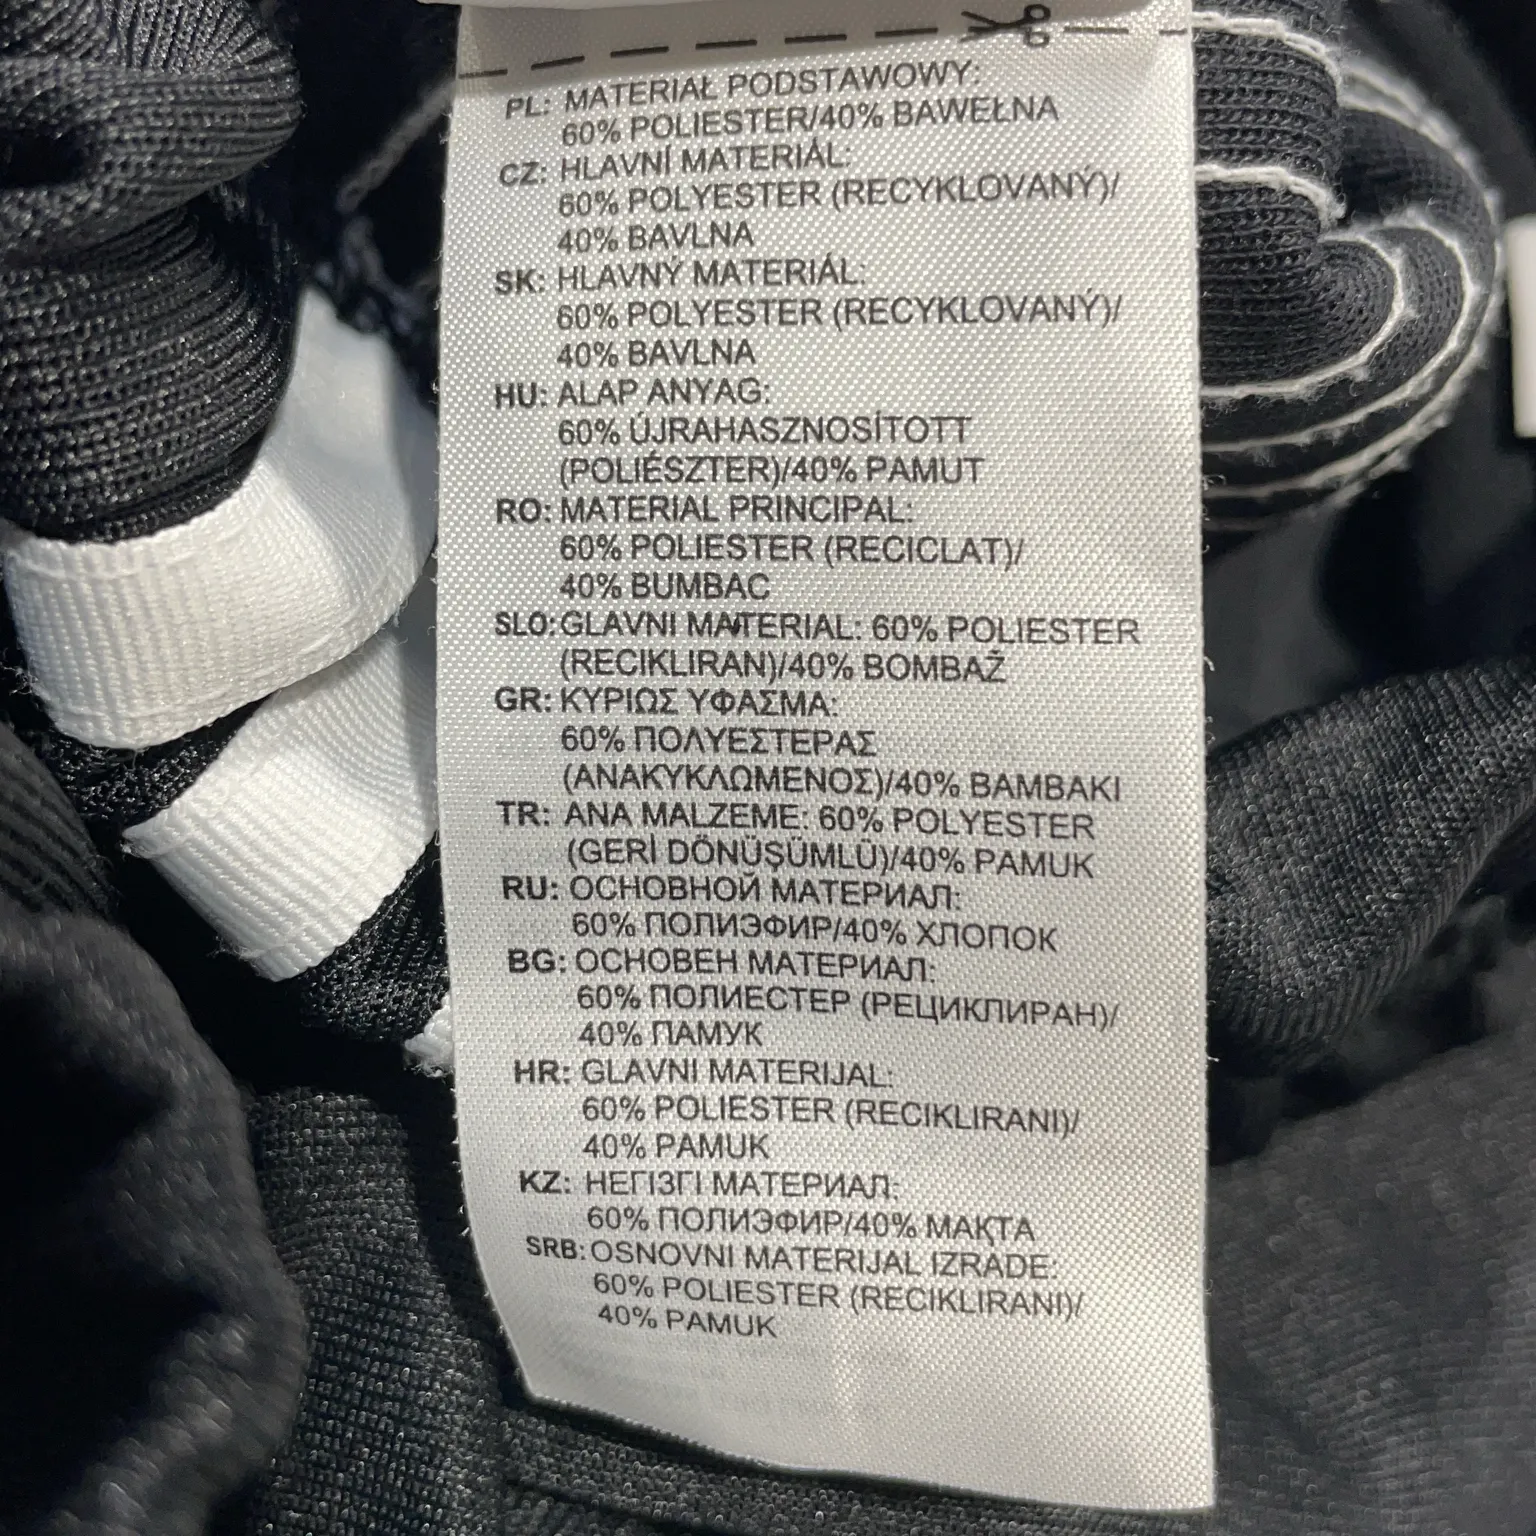 PL: MATERIAŁ PODSTAWOWY:
60% POLIESTER/40% BAWEŁNA
CZ: HLAVNÍ MATERIÁL:
60% POLYESTER (RECYKLOVANÝ)/
40% BAVLNA
SK: HLAVNÝ MATERIÁL:
60% POLYESTER (RECYKLOVANÝ)/
40% BAVLNA
HU: ALAP ANYAG:
60% ÚJRAHASZNOSÍTOTT
(POLIÉSZTER)/40% PAMUT
RO: MATERIAL PRINCIPAL:
60% POLIESTER (RECICLAT)/
40% BUMBAC
SLO: GLAVNI MATERIAL: 60% POLIESTER
(RECIKLIRAN)/40% BOMBAŽ
GR: ΚΥΡΙΩΣ ΥΦΑΣΜΑ:
60% ΠΟΛΥΕΣΤΕΡΑΣ
(ΑΝΑΚΥΚΛΩΜΕΝΟΣ)/40% ΒΑΜΒΑΚΙ
TR: ANA MALZEME: 60% POLYESTER
(GERİ DÖNÜŞÜMLÜ)/40% PAMUK
RU: ОСНОВНОЙ МАТЕРИАЛ:
60% ПОЛИЭФИР/40% ХЛОПОК
BG: ОСНОВЕН МАТЕРИАЛ:
60% ПОЛИЕСТЕР (РЕЦИКЛИРАН)/
40% ПАМУК
HR: GLAVNI MATERIJAL:
60% POLIESTER (RECIKLIRANI)/
40% PAMUK
KZ: НЕГІЗГІ МАТЕРИАЛ:
60% ПОЛИЭФИР/40% МАҚТА
SRB: OSNOVNI MATERIJAL IZRADE:
60% POLIESTER (RECIKLIRANI)/
40% PAMUK